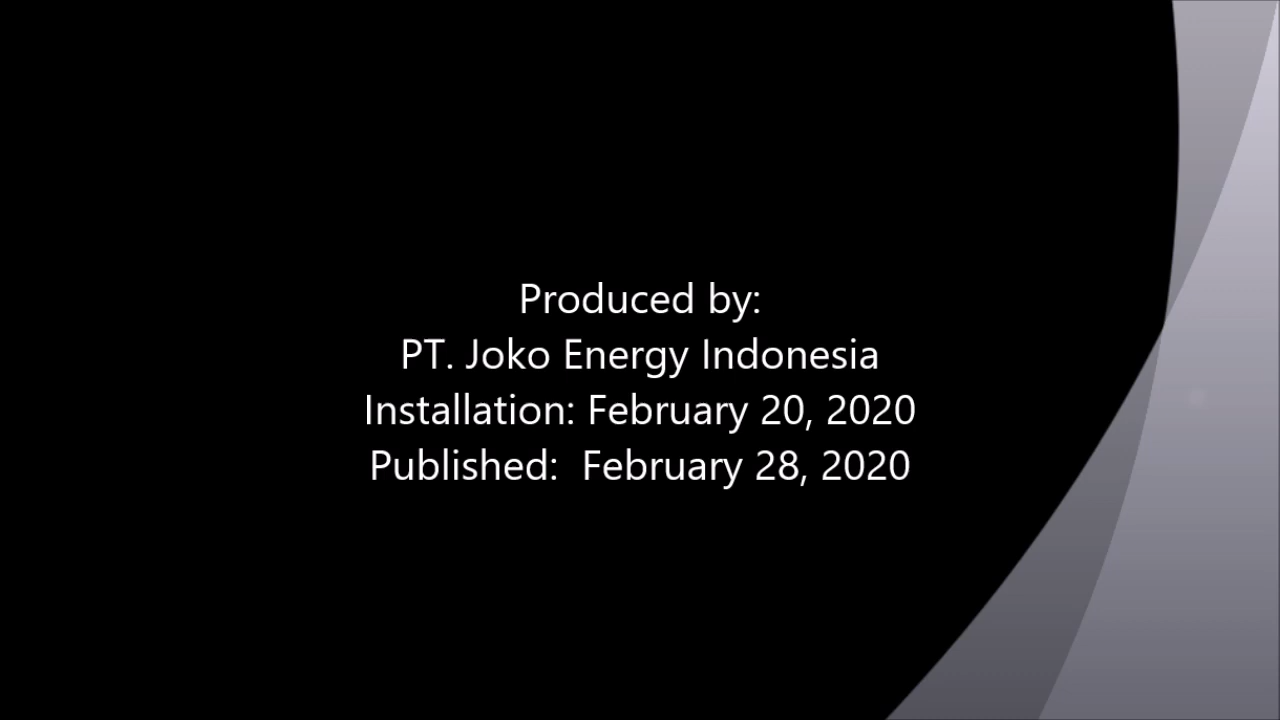 Produced by:
PT. Joko Energy Indonesia
Installation: February 20, 2020
Published:  February 28, 2020